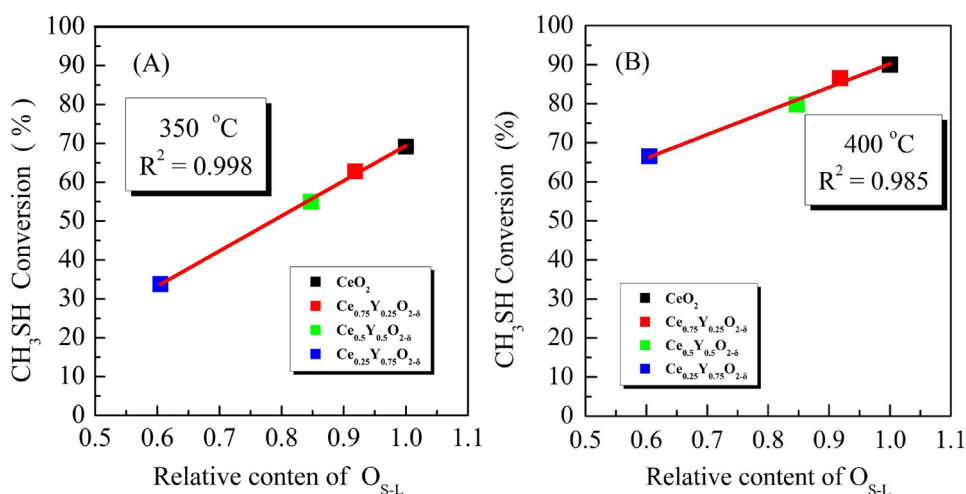 (A)
350 °C
R² = 0.998
CeO₂
Ce₀.₇₅Y₀.₂₅O₂₋δ
Ce₀.₅Y₀.₅O₂₋δ
Ce₀.₂₅Y₀.₇₅O₂₋δ
CH₃SH Conversion (%)
100
90
80
70
60
50
40
30
20
10
0
0.5 0.6 0.7 0.8 0.9 1.0 1.1
Relative conten of O_S-L
(B)
400 °C
R² = 0.985
CeO₂
Ce₀.₇₅Y₀.₂₅O₂₋δ
Ce₀.₅Y₀.₅O₂₋δ
Ce₀.₂₅Y₀.₇₅O₂₋δ
CH₃SH Conversion (%)
100
90
80
70
60
50
40
30
20
10
0
0.5 0.6 0.7 0.8 0.9 1.0 1.1
Relative content of O_S-L